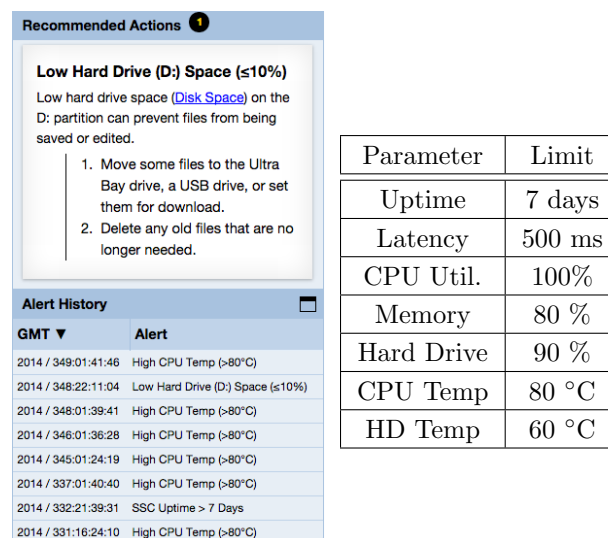 Recommended Actions 1
Low Hard Drive (D:) Space (≤10%)
Low hard drive space (Disk Space) on the
D: partition can prevent files from being
saved or edited.
1. Move some files to the Ultra
Bay drive, a USB drive, or set
them for download.
2. Delete any old files that are no
longer needed.
Alert History
GMT ▼ Alert
2014 / 349:01:41:46 High CPU Temp (>80°C)
2014 / 348:22:11:04 Low Hard Drive (D:) Space (≤10%)
2014 / 348:01:39:41 High CPU Temp (>80°C)
2014 / 346:01:36:28 High CPU Temp (>80°C)
2014 / 345:01:24:19 High CPU Temp (>80°C)
2014 / 337:01:40:40 High CPU Temp (>80°C)
2014 / 332:21:39:31 SSC Uptime > 7 Days
2014 / 331:16:24:10 High CPU Temp (>80°C)
Parameter Limit
Uptime 7 days
Latency 500 ms
CPU Util. 100%
Memory 80 %
Hard Drive 90 %
CPU Temp 80 °C
HD Temp 60 °C